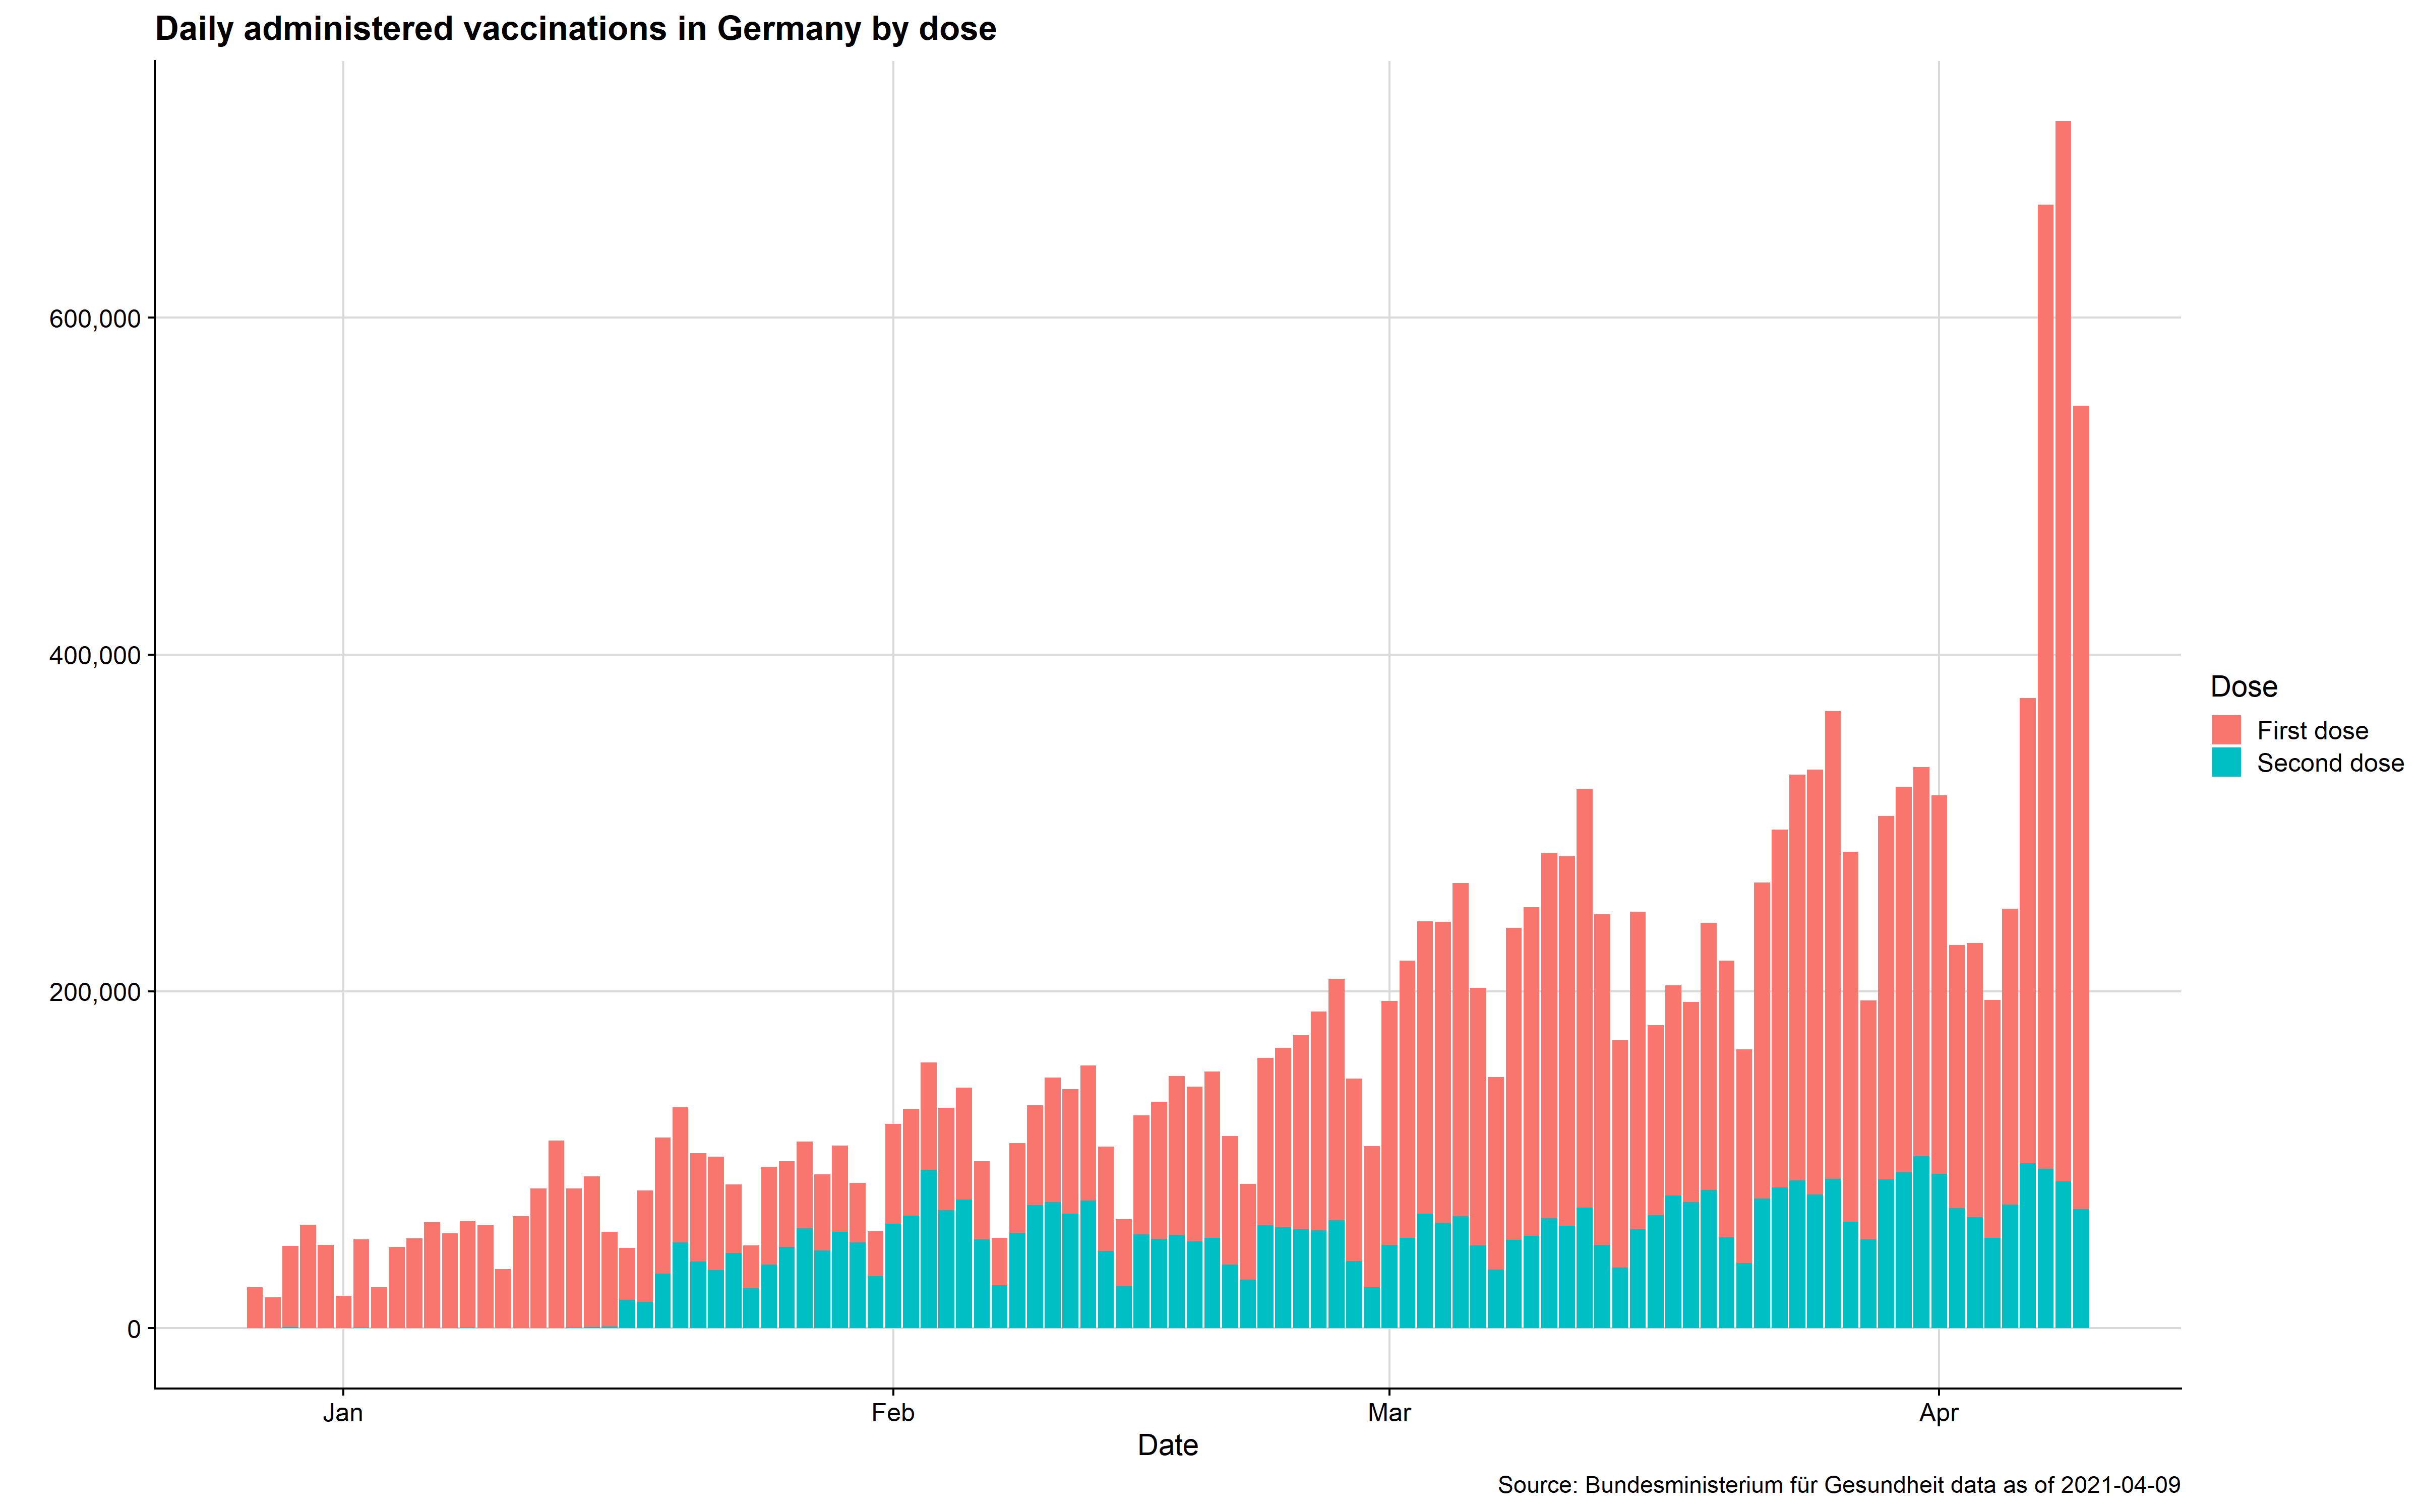 Daily administered vaccinations in Germany by dose
600,000
400,000
200,000
0
Jan Feb Mar Apr
Date
Dose
First dose
Second dose
Source: Bundesministerium für Gesundheit data as of 2021-04-09